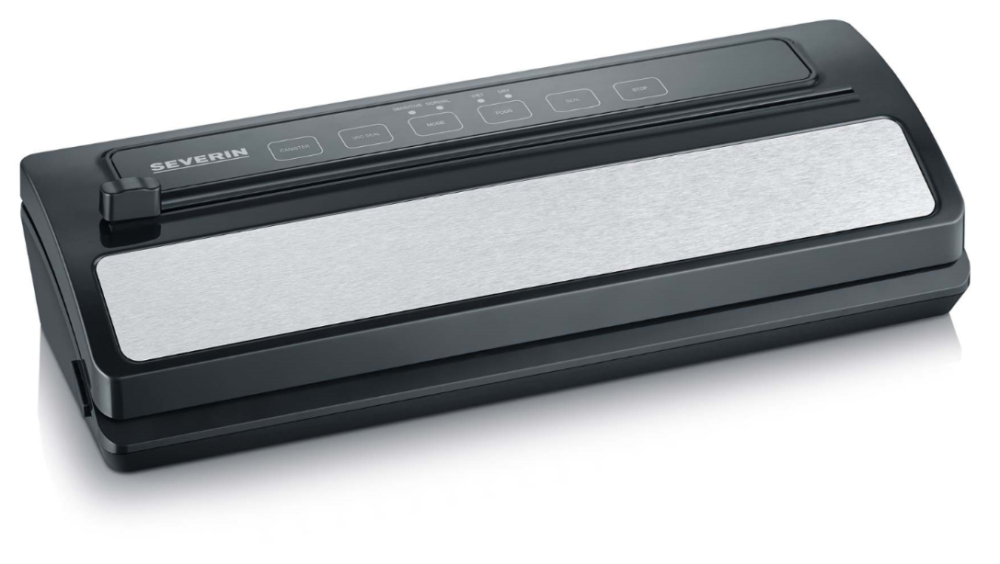 SEVERIN
CANISTER
VAC SEAL
SENSITIVE NORMAL
MODE
WET DRY
FOOD
SEAL
STOP